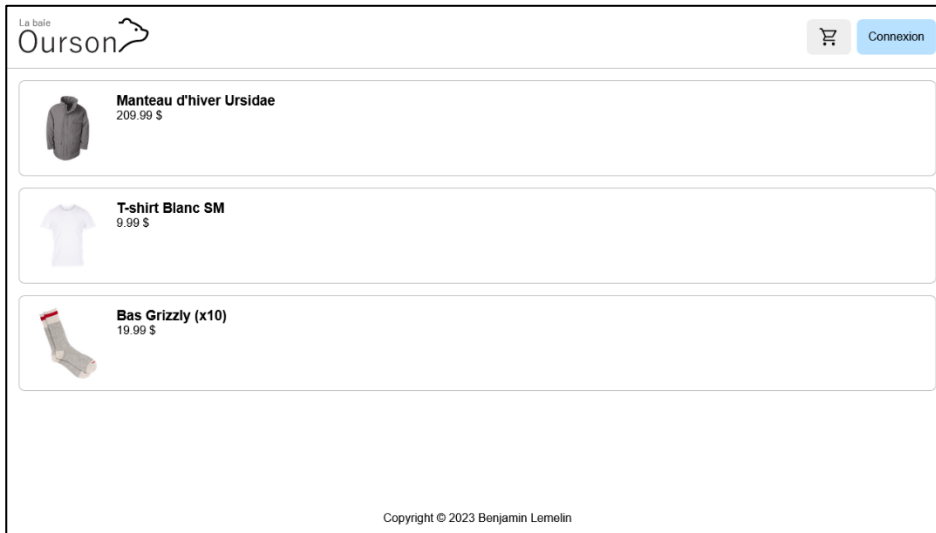 La baie
Ourson
Connexion
Manteau d'hiver Ursidae
209.99 $
T-shirt Blanc SM
9.99 $
Bas Grizzly (x10)
19.99 $
Copyright © 2023 Benjamin Lemelin